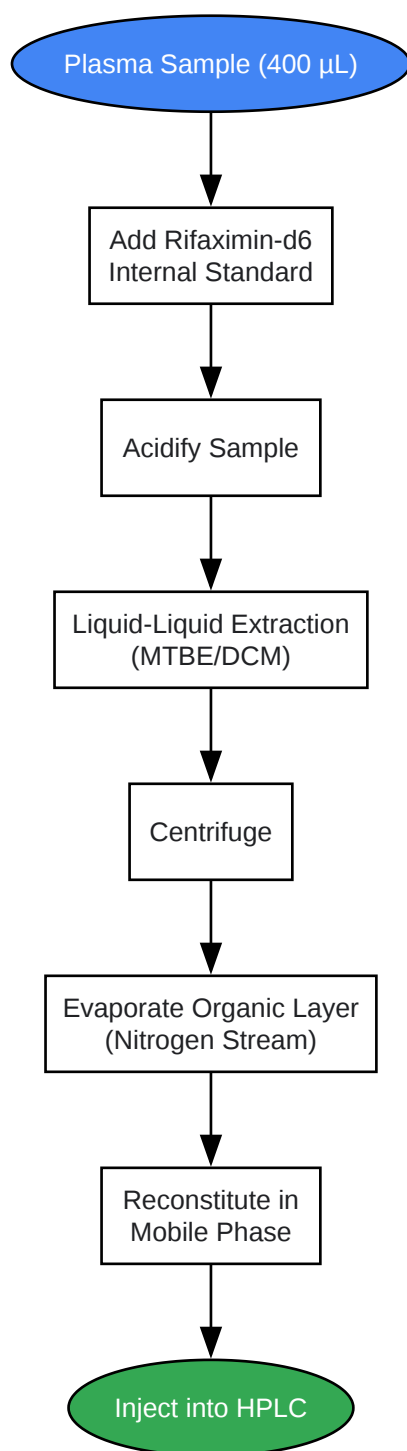 Plasma Sample (400 µL)
Add Rifaximin-d6
Internal Standard
Acidify Sample
Liquid-Liquid Extraction
(MTBE/DCM)
Centrifuge
Evaporate Organic Layer
(Nitrogen Stream)
Reconstitute in
Mobile Phase
Inject into HPLC